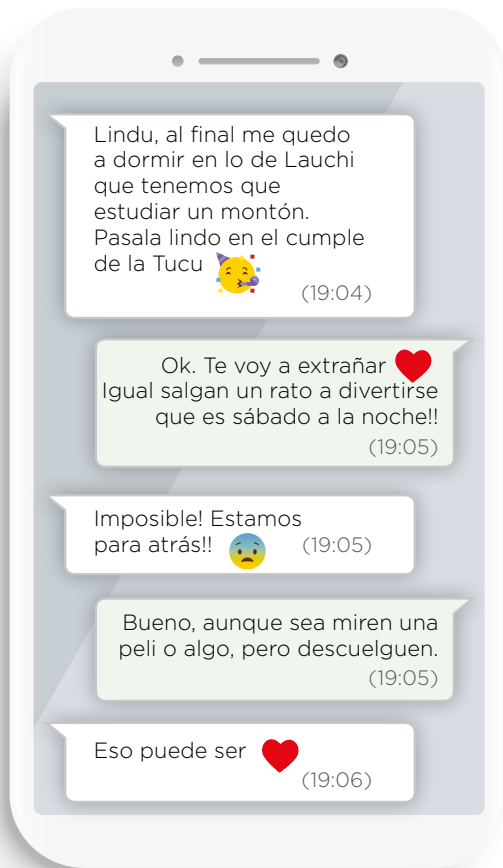 Lindu, al final me quedo
a dormir en lo de Lauchi
que tenemos que
estudiar un montón.
Pasala lindo en el cumple
de la Tucu
(19:04)
Ok. Te voy a extrañar
Igual salgan un rato a divertirse
que es sábado a la noche!!
(19:05)
Imposible! Estamos
para atrás!! (19:05)
Bueno, aunque sea miren una
peli o algo, pero descuelguen.
(19:05)
Eso puede ser
(19:06)